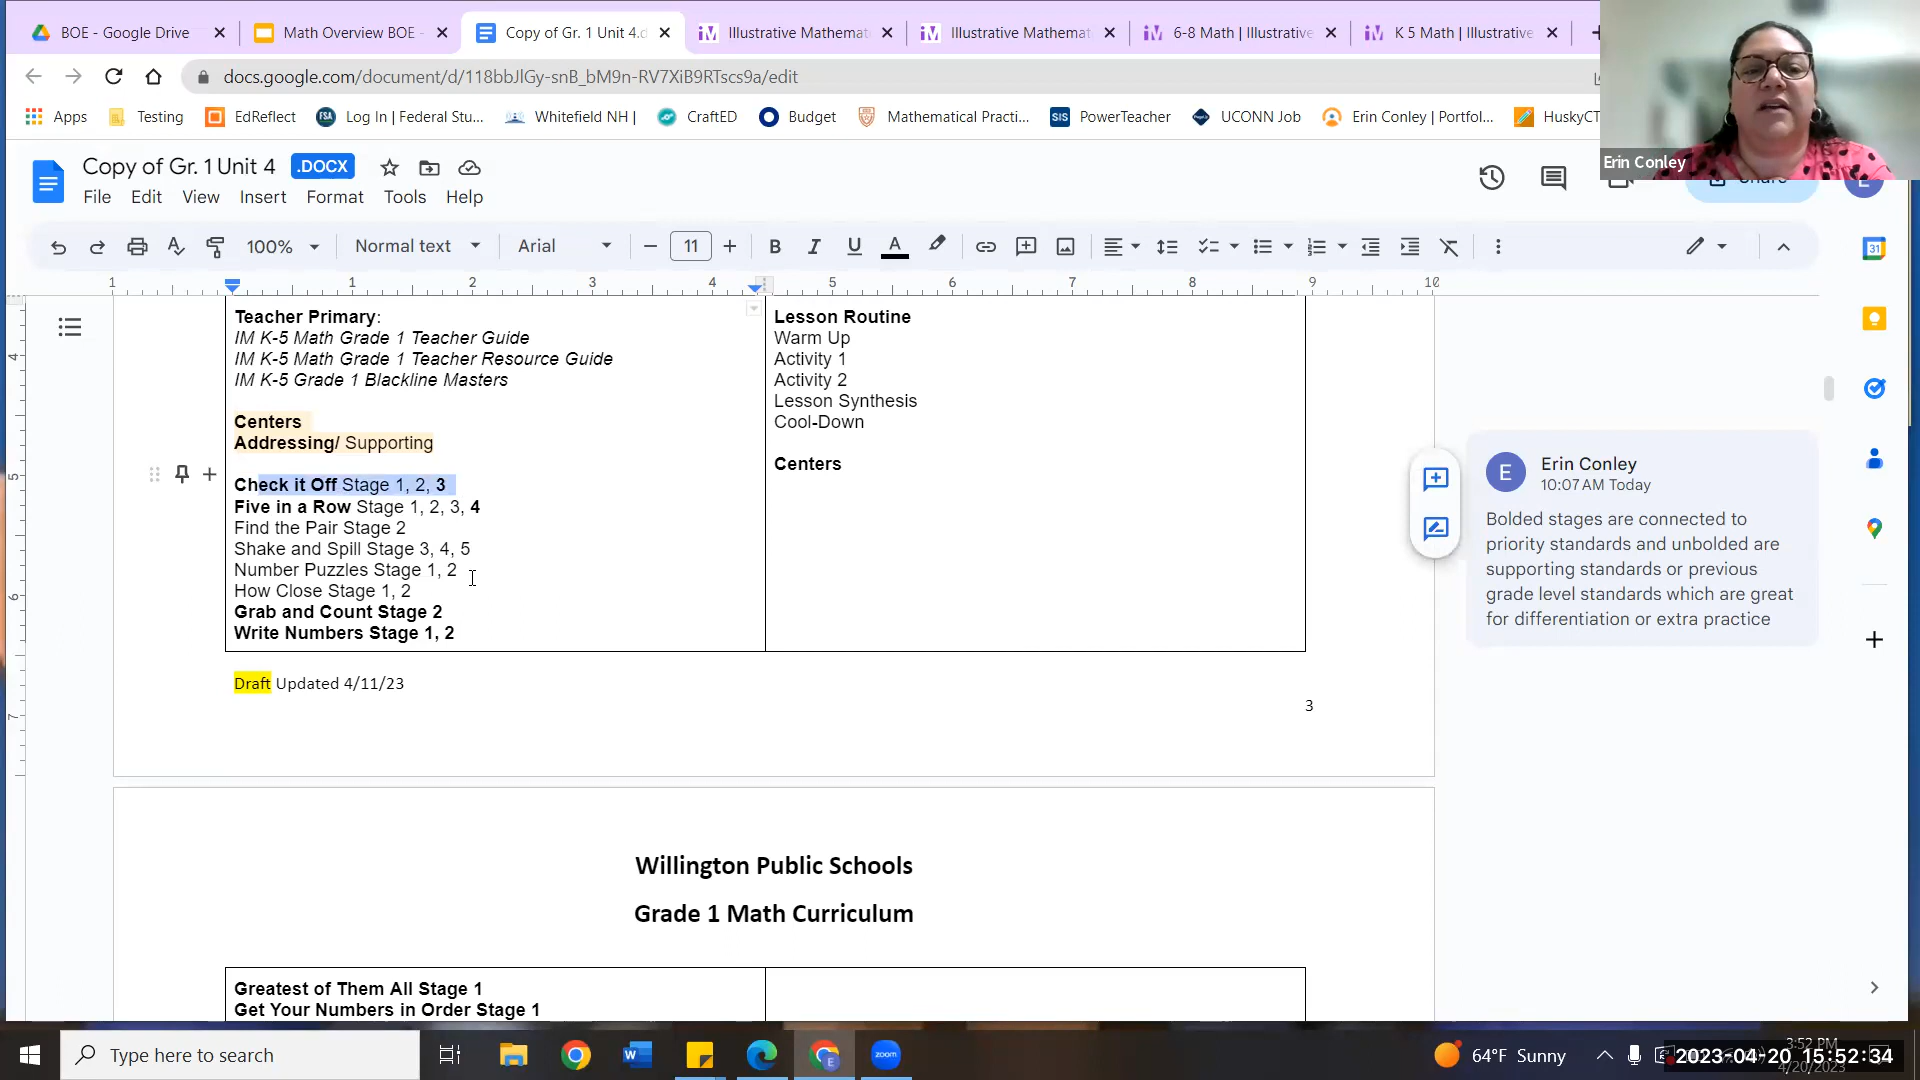 BOE - Google Drive
Math Overview BOE -
Copy of Gr. 1 Unit 4.d
Illustrative Mathemat
Illustrative Mathemat
6-8 Math | Illustrative
K 5 Math | Illustrative
docs.google.com/document/d/118bbJlGy-snB_bM9n-RV7XiB9RTscs9a/edit
Apps
Testing
EdReflect
Log In | Federal Stu...
Whitefield NH |
CraftED
Budget
Mathematical Practi...
PowerTeacher
UCONN Job
Erin Conley | Portfol...
HuskyCT
Erin Conley
Copy of Gr. 1 Unit 4
.DOCX
File Edit View Insert Format Tools Help
100%
Normal text
Arial
11
Teacher Primary:
IM K-5 Math Grade 1 Teacher Guide
IM K-5 Math Grade 1 Teacher Resource Guide
IM K-5 Grade 1 Blackline Masters
Centers
Addressing/ Supporting
Check it Off Stage 1, 2, 3
Five in a Row Stage 1, 2, 3, 4
Find the Pair Stage 2
Shake and Spill Stage 3, 4, 5
Number Puzzles Stage 1, 2
How Close Stage 1, 2
Grab and Count Stage 2
Write Numbers Stage 1, 2
Lesson Routine
Warm Up
Activity 1
Activity 2
Lesson Synthesis
Cool-Down
Centers
Draft Updated 4/11/23
3
Willington Public Schools
Grade 1 Math Curriculum
Greatest of Them All Stage 1
Get Your Numbers in Order Stage 1
E
Erin Conley
10:07 AM Today
Bolded stages are connected to
priority standards and unbolded are
supporting standards or previous
grade level standards which are great
for differentiation or extra practice
Type here to search
64°F Sunny
3:52 PM
4/20/2023
2023-04-20 15:52:34